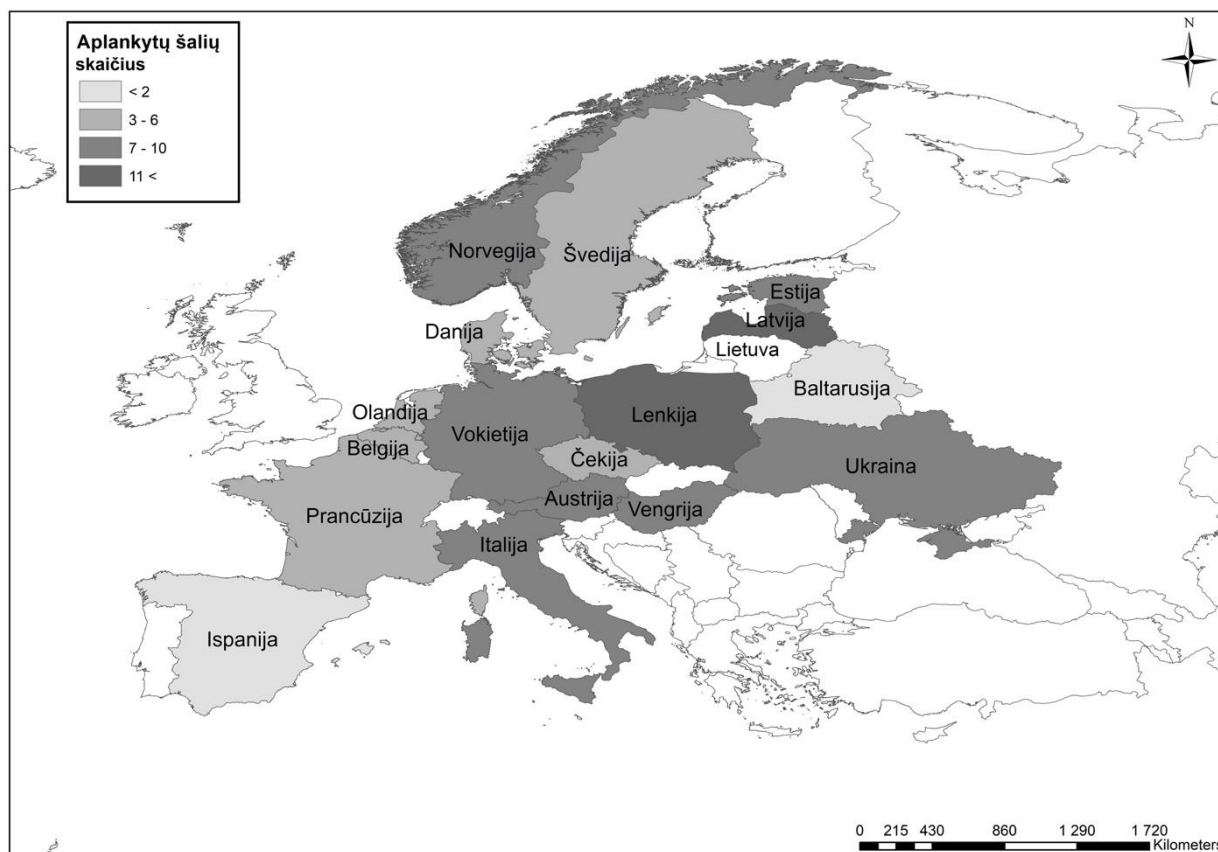 Aplankytų šalių
skaičius
< 2
3 - 6
7 - 10
11 <
N
Norvegija
Švedija
Estija
Latvija
Danija
Lietuva
Baltarusija
Olandija
Lenkija
Vokietija
Belgija
Čekija
Ukraina
Austrija
Vengrija
Prancūzija
Italija
Ispanija
0 215 430 860 1 290 1 720
Kilometers